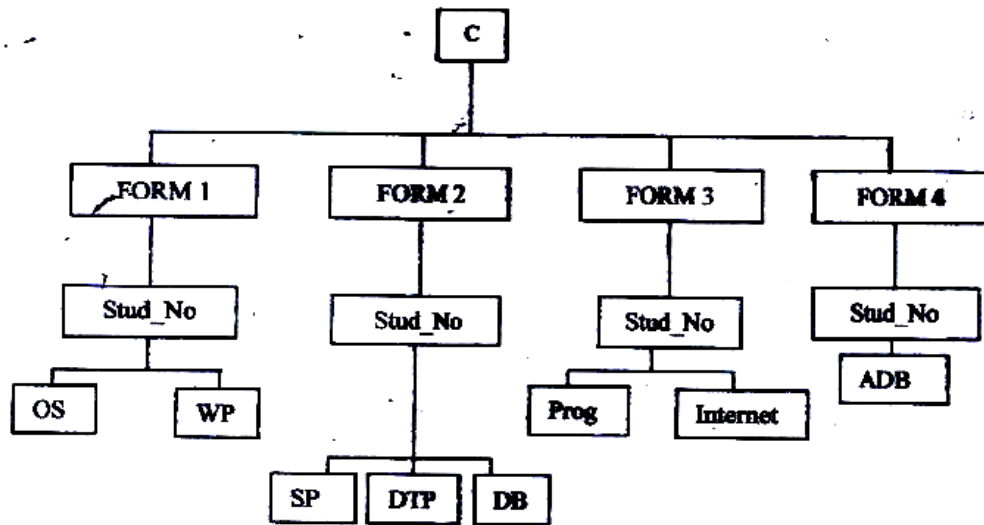 C
FORM 1 FORM 2 FORM 3 FORM 4
Stud_No Stud_No Stud_No Stud_No
OS WP Prog Internet ADB
SP DTP DB